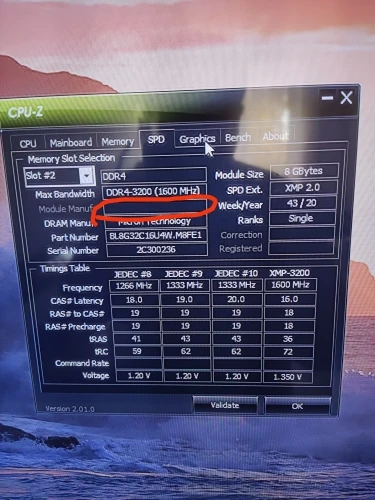 CPU-Z
CPU Mainboard Memory SPD Graphics Bench About
Memory Slot Selection
Slot #2 DDR4 Module Size 8 GBytes
Max Bandwidth DDR4-3200 (1600 MHz) SPD Ext. XMP 2.0
Module Manuf. Week/Year 43 / 20
DRAM Manuf. Micron Technology Ranks Single
Part Number BL8G32C16U4W.M8FE1 Correction
Serial Number 2C300236 Registered
Timings Table
JEDEC #8 JEDEC #9 JEDEC #10 XMP-3200
Frequency 1266 MHz 1333 MHz 1333 MHz 1600 MHz
CAS# Latency 18.0 19.0 20.0 16.0
RAS# to CAS# 19 19 19 18
RAS# Precharge 19 19 19 18
tRAS 41 43 43 36
tRC 59 62 62 72
Command Rate
Voltage 1.20 V 1.20 V 1.20 V 1.350 V
Version 2.01.0 Validate OK